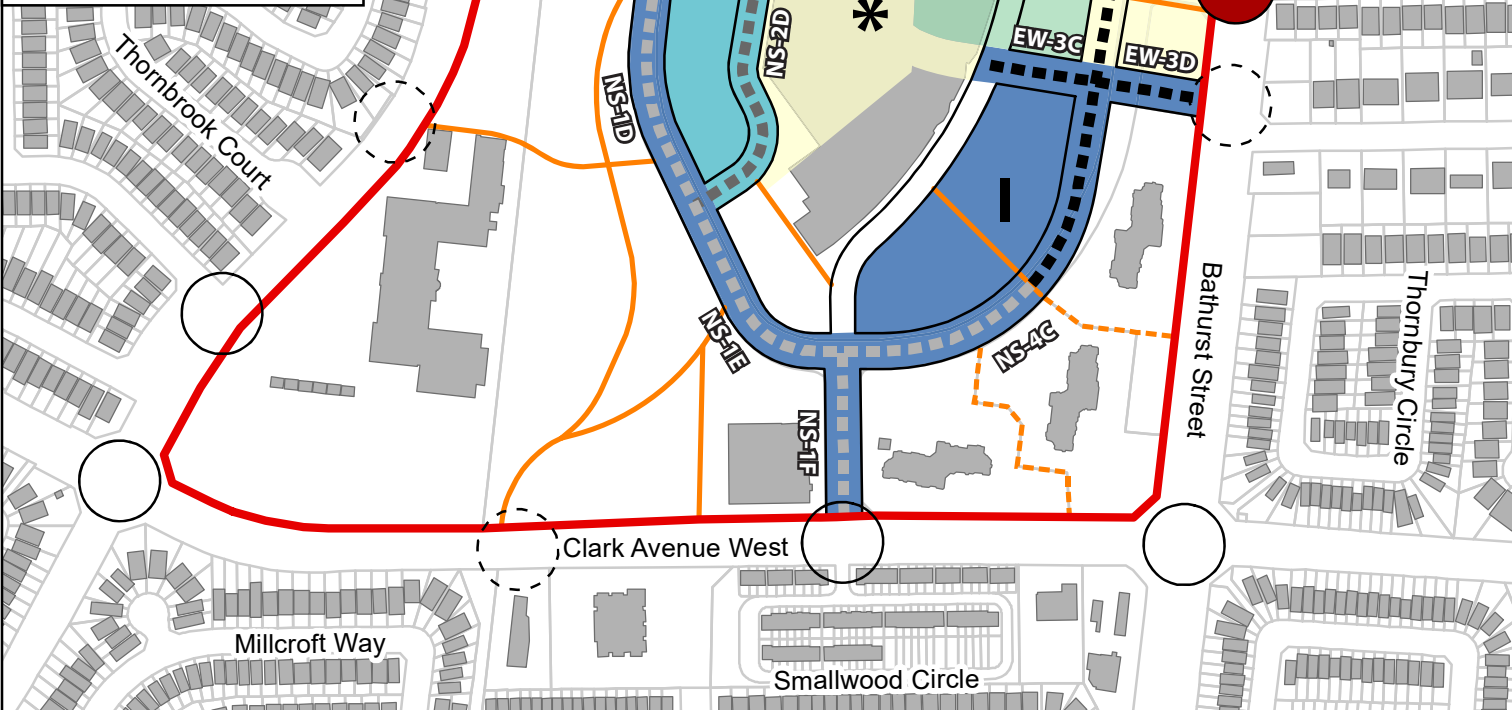 *
NS-2D
EW-3C
EW-3D
Thornbrook Court
NS-1D
I
Bathurst Street
Thornbury Circle
NS-1E
NS-4C
NS-1F
Clark Avenue West
Millcroft Way
Smallwood Circle